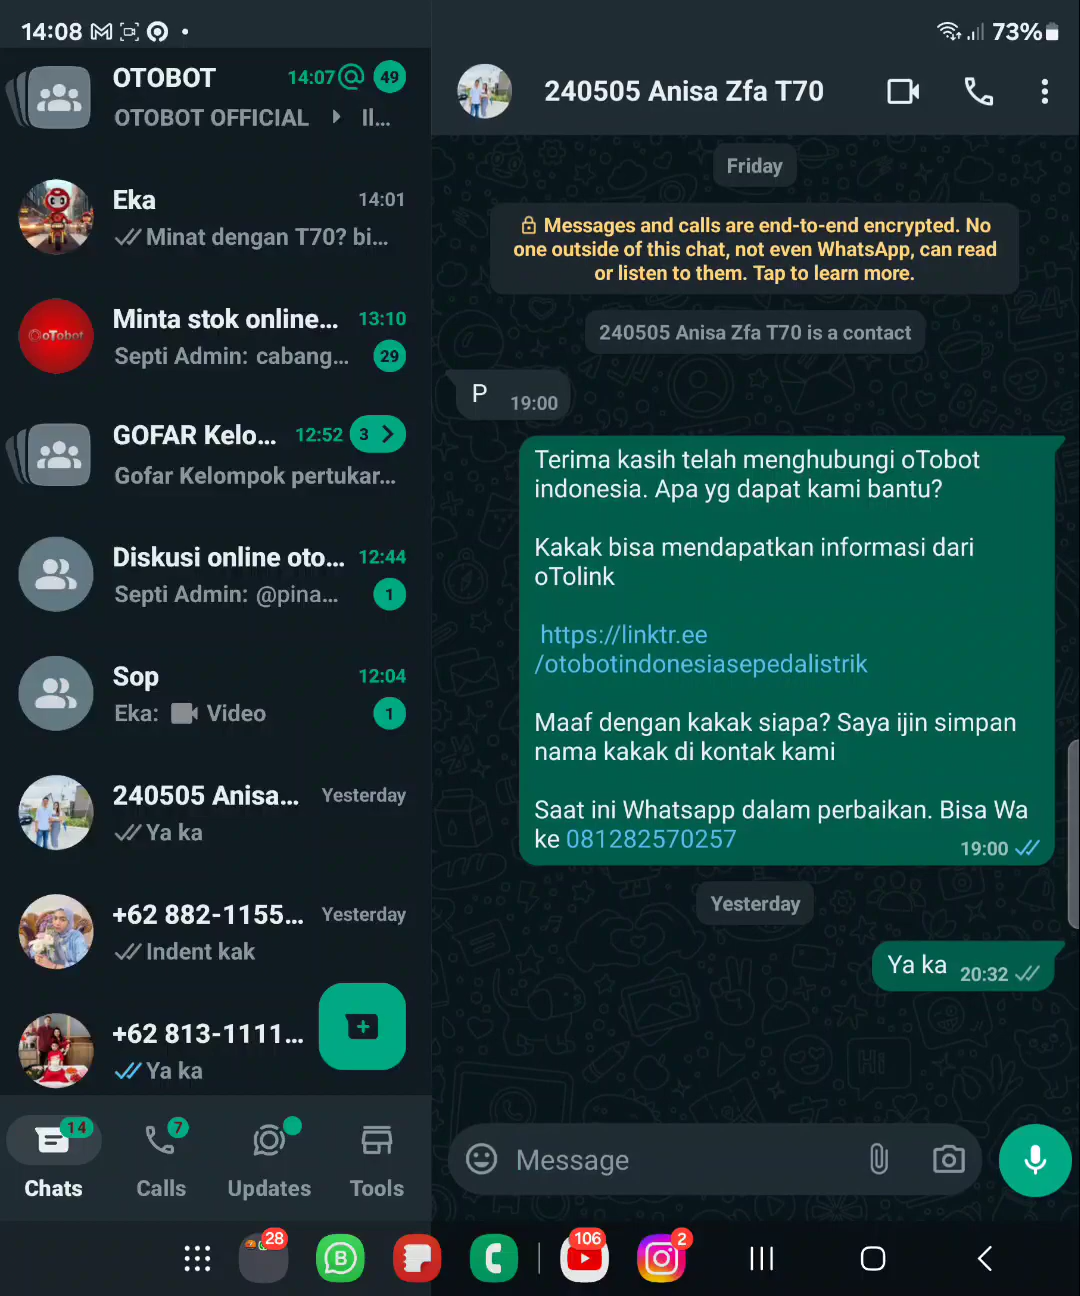 14:08
73%
OTOBOT 14:07 @ 49
OTOBOT OFFICIAL
Eka 14:01
Minat dengan T70? bi...
oTobot
Minta stok online... 13:10
Septi Admin: cabang... 29
GOFAR Kelo... 12:52 3
Gofar Kelompok pertukar...
Diskusi online oto... 12:44
Septi Admin: @pina... 1
Sop 12:04
Eka: Video 1
240505 Anisa... Yesterday
Ya ka
+62 882-1155... Yesterday
Indent kak
+62 813-1111...
Ya ka
14
7
Chats
Calls
Updates
Tools
240505 Anisa Zfa T70
Friday
Messages and calls are end-to-end encrypted. No
one outside of this chat, not even WhatsApp, can read
or listen to them. Tap to learn more.
240505 Anisa Zfa T70 is a contact
P 19:00
Terima kasih telah menghubungi oTobot
indonesia. Apa yg dapat kami bantu?
Kakak bisa mendapatkan informasi dari
oTolink
https://linktr.ee
/otobotindonesiasepedalistrik
Maaf dengan kakak siapa? Saya ijin simpan
nama kakak di kontak kami
Saat ini Whatsapp dalam perbaikan. Bisa Wa
ke 081282570257
19:00
Yesterday
Ya ka 20:32
Message
28
B
106
2